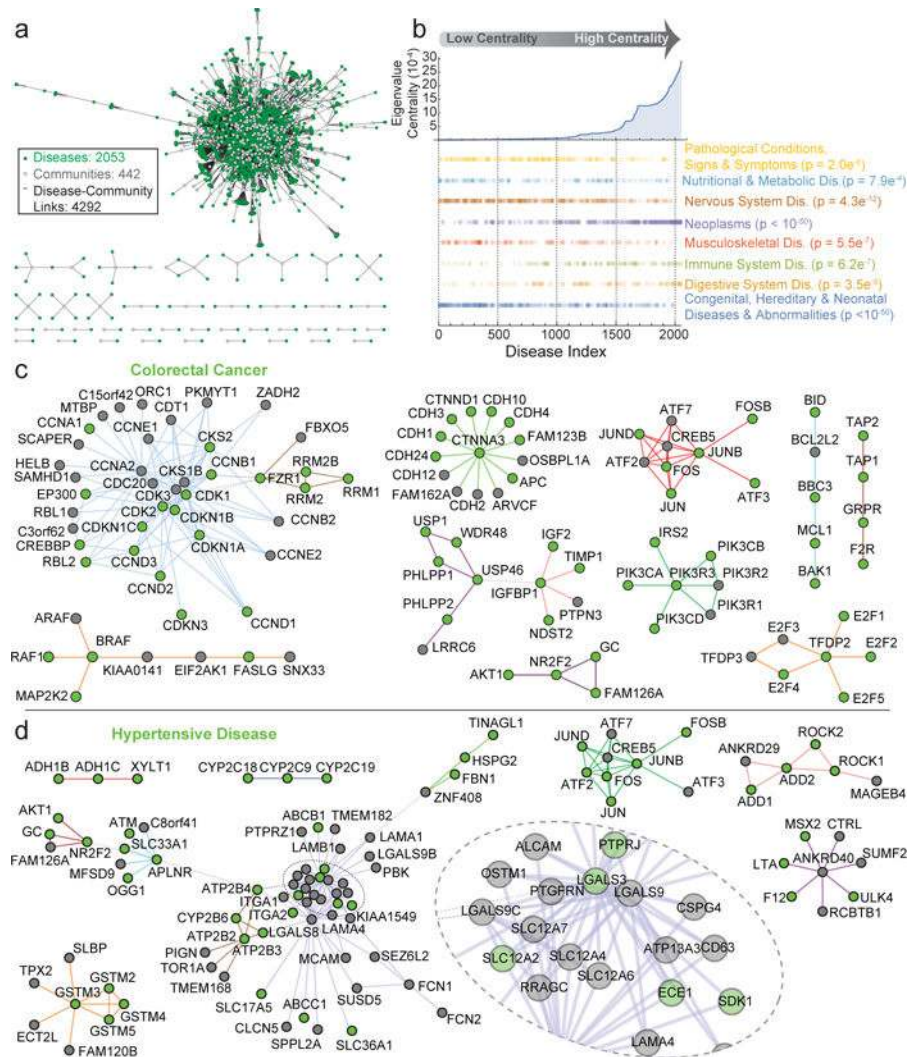 a
Diseases: 2053
Communities: 442
Disease-Community
Links: 4292
b
Low Centrality
High Centrality
Eigenvalue
Centrality (10⁻⁴)
30
25
20
15
10
5
Pathological Conditions,
Signs & Symptoms
Nutritional & Metabolic Dis.
Nervous System Dis. (p = 4.3e⁻¹²)
Neoplasms (p < 10⁻⁵⁰)
Musculoskeletal Dis. (p = 5.5e⁻⁷)
Immune System Dis. (p = 6.2e⁻⁷)
Digestive System Dis.
Congenital, Hereditary & Neonatal
Diseases & Abnormalities (p <10⁻⁵⁰)
0 500 1000 1500 2000
Disease Index
c
Colorectal Cancer
C15orf42
ORC1
PKMYT1
ZADH2
MTBP
CDT1
CCNA1
CCNE1
CKS2
FBXO5
SCAPER
HELB
CCNA2
CKS1B
CCNB1
RRM2B
SAMHD1
CDC20
FZR1
EP300
CDK3
CDK1
RRM2
RRM1
RBL1
CDK2
CDKN1B
CCNB2
C3orf62
CDKN1C
CDKN1A
CREBBP
CCNE2
RBL2
CCND3
CCND2
CDKN3
CCND1
ARAF
BRAF
RAF1
KIAA0141
EIF2AK1
FASLG
SNX33
MAP2K2
CTNND1
CDH10
CDH3
CDH4
CTNNA3
CDH1
FAM123B
CDH24
OSBPL1A
CDH12
APC
FAM162A
CDH2
ARVCF
ATF7
FOSB
JUND
CREB5
JUNB
ATF2
FOS
JUN
ATF3
BID
BCL2L2
BBC3
MCL1
BAK1
TAP2
TAP1
GRPR
F2R
USP1
WDR48
IGF2
USP46
TIMP1
PHLPP1
IGFBP1
PHLPP2
PTPN3
LRRC6
NDST2
IRS2
PIK3CB
PIK3CA
PIK3R3
PIK3R2
PIK3R1
PIK3CD
GC
NR2F2
AKT1
FAM126A
E2F3
E2F1
TFDP2
E2F2
TFDP3
E2F4
E2F5
d
Hypertensive Disease
ADH1B
ADH1C
XYLT1
CYP2C18
CYP2C9
CYP2C19
TINAGL1
HSPG2
FBN1
ZNF408
ATF7
FOSB
JUND
CREB5
JUNB
ATF2
FOS
ATF3
JUN
ROCK2
ANKRD29
ROCK1
ADD2
ADD1
MAGEB4
AKT1
ATM
C8orf41
GC
SLC33A1
FAM126A
NR2F2
APLNR
MFSD9
OGG1
ABCB1
TMEM182
PTPRZ1
LAMB1
LAMA1
LGALS9B
PBK
ATP2B4
ITGA1
KIAA1549
ITGA2
CYP2B6
LAMA4
LGALS8
ATP2B2
ATP2B3
PIGN
MCAM
SEZ6L2
TOR1A
FCN1
TMEM168
SUSD5
SLC17A5
ABCC1
FCN2
CLCN5
SPPL2A
SLC36A1
SLBP
TPX2
GSTM2
GSTM3
GSTM4
GSTM5
ECT2L
FAM120B
ALCAM
PTPRJ
OSTM1
LGALS3
PTGFRN
LGALS9
LGALS9C
CSPG4
SLC12A7
SLC12A2
SLC12A4
ATP13A3
CD63
SLC12A6
RRAGC
ECE1
SDK1
LAMA4
MSX2
CTRL
LTA
ANKRD40
SUMF2
F12
ULK4
RCBTB1